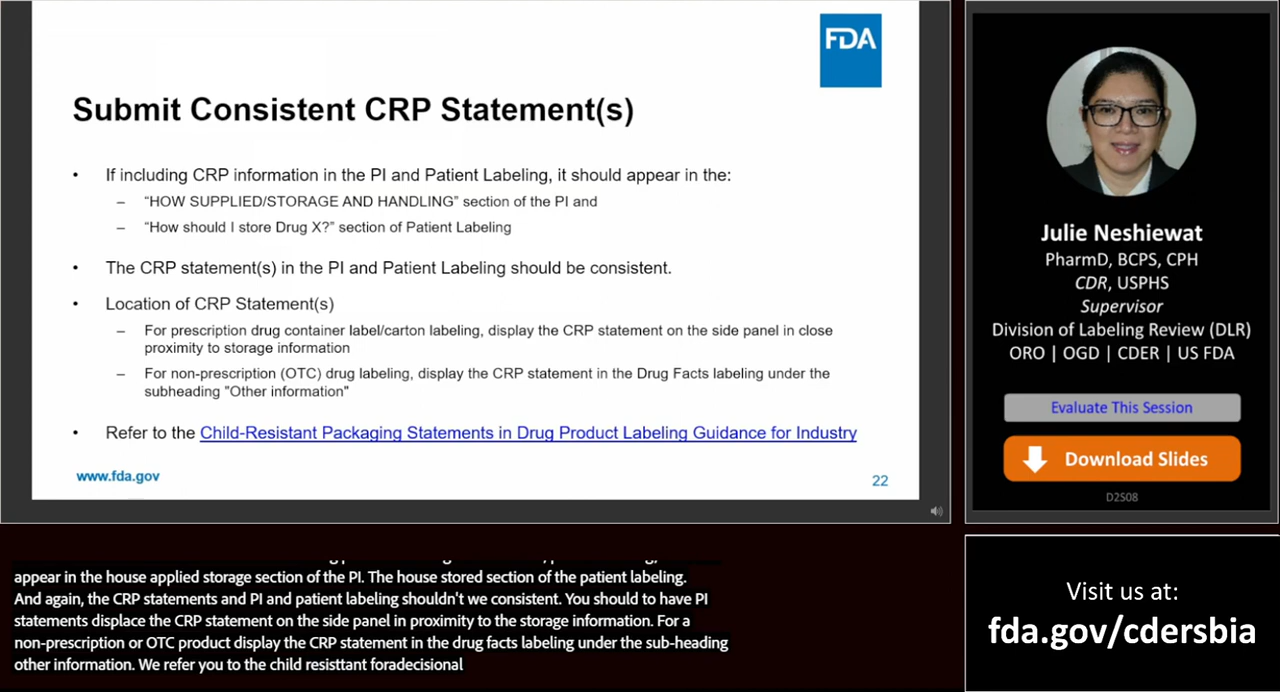 FDA
Submit Consistent CRP Statement(s)
• If including CRP information in the PI and Patient Labeling, it should appear in the:
– “HOW SUPPLIED/STORAGE AND HANDLING” section of the PI and
– “How should I store Drug X?” section of Patient Labeling
• The CRP statement(s) in the PI and Patient Labeling should be consistent.
• Location of CRP Statement(s)
– For prescription drug container label/carton labeling, display the CRP statement on the side panel in close
proximity to storage information
– For non-prescription (OTC) drug labeling, display the CRP statement in the Drug Facts labeling under the
subheading "Other information"
• Refer to the Child-Resistant Packaging Statements in Drug Product Labeling Guidance for Industry
www.fda.gov
22
Julie Neshiewat
PharmD, BCPS, CPH
CDR, USPHS
Supervisor
Division of Labeling Review (DLR)
ORO | OGD | CDER | US FDA
Evaluate This Session
Download Slides
D2S08
appear in the house applied storage section of the PI. The house stored section of the patient labeling.
And again, the CRP statements and PI and patient labeling shouldn't we consistent. You should to have PI
statements displace the CRP statement on the side panel in proximity to the storage information. For a
non-prescription or OTC product display the CRP statement in the drug facts labeling under the sub-heading
other information. We refer you to the child resisttant foradecisional
Visit us at:
fda.gov/cdersbia